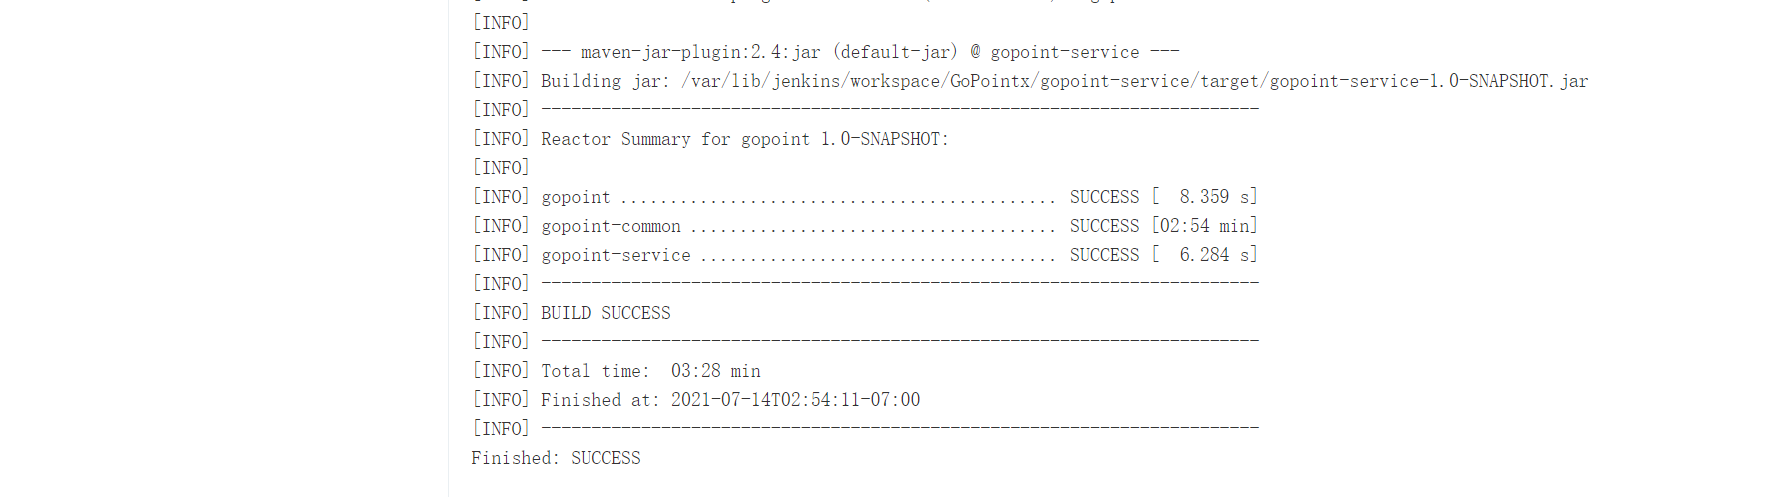 [INFO]
[INFO] --- maven-jar-plugin:2.4:jar (default-jar) @ gopoint-service ---
[INFO] Building jar: /var/lib/jenkins/workspace/GoPointx/gopoint-service/target/gopoint-service-1.0-SNAPSHOT.jar
[INFO] ------------------------------------------------------------------------
[INFO] Reactor Summary for gopoint 1.0-SNAPSHOT:
[INFO]
[INFO] gopoint ............................................ SUCCESS [  8.359 s]
[INFO] gopoint-common ..................................... SUCCESS [02:54 min]
[INFO] gopoint-service .................................... SUCCESS [  6.284 s]
[INFO] ------------------------------------------------------------------------
[INFO] BUILD SUCCESS
[INFO] ------------------------------------------------------------------------
[INFO] Total time:  03:28 min
[INFO] Finished at: 2021-07-14T02:54:11-07:00
[INFO] ------------------------------------------------------------------------
Finished: SUCCESS